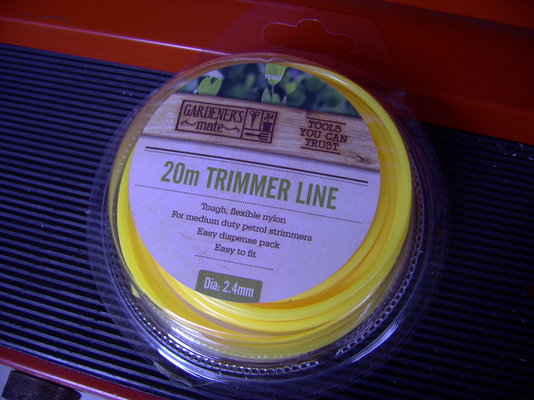 GARDENER'S
mate
TOOLS
YOU CAN
TRUST
20m TRIMMER LINE
Tough, flexible nylon
For medium duty petrol strimmers
Easy dispense pack
Easy to fit
Dia: 2.4mm